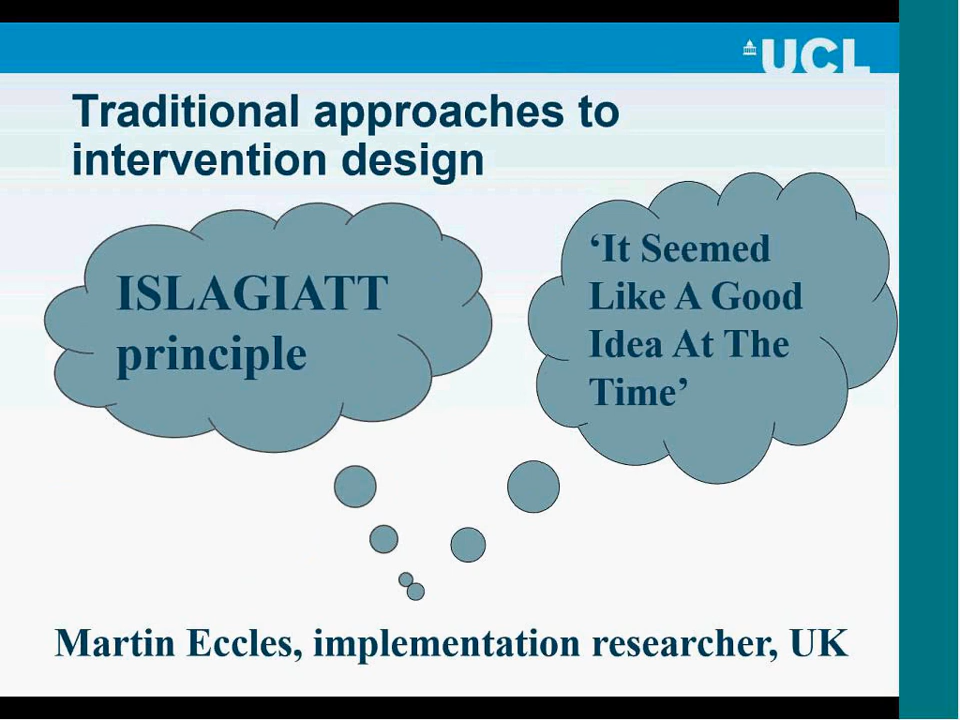 UCL
Traditional approaches to
intervention design
ISLAGIATT
principle
‘It Seemed
Like A Good
Idea At The
Time’
Martin Eccles, implementation researcher, UK